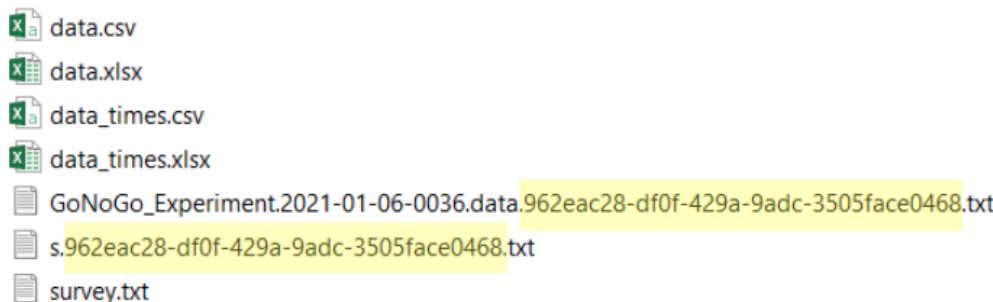 data.csv
data.xlsx
data_times.csv
data_times.xlsx
GoNoGo_Experiment.2021-01-06-0036.data.962eac28-df0f-429a-9adc-3505face0468.txt
s.962eac28-df0f-429a-9adc-3505face0468.txt
survey.txt